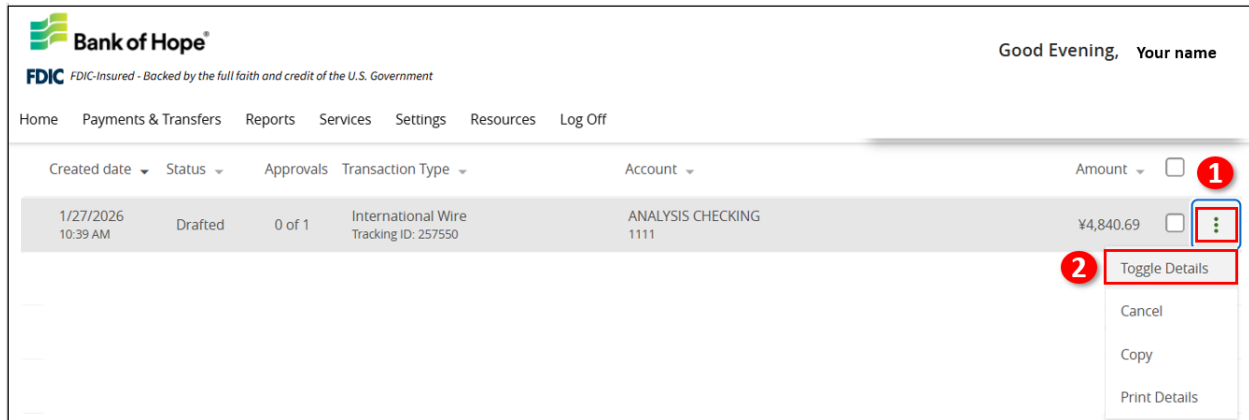 Bank of Hope®
Good Evening, Your name
FDIC FDIC-Insured - Backed by the full faith and credit of the U.S. Government
Home Payments & Transfers Reports Services Settings Resources Log Off
Created date Status Approvals Transaction Type Account Amount
1
1/27/2026 Drafted 0 of 1 International Wire ANALYSIS CHECKING ¥4,840.69
10:39 AM Tracking ID: 257550 1111
2 Toggle Details
Cancel
Copy
Print Details